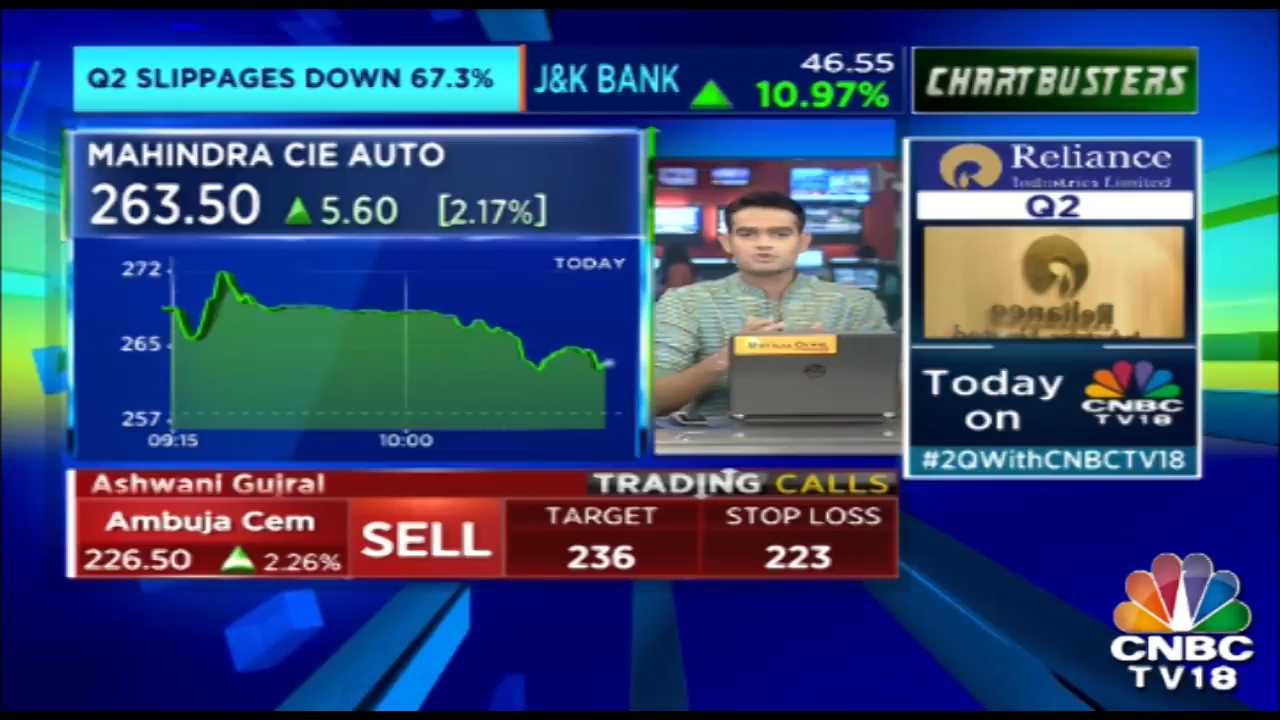 Q2 SLIPPAGES DOWN 67.3%
J&K BANK
46.55
10.97%
CHARTBUSTERS
MAHINDRA CIE AUTO
263.50 5.60 [2.17%]
TODAY
272
265
257
09:15
10:00
Reliance
Industries Limited
Q2
Reliance
Today
on
CNBC
TV18
#2QWithCNBCTV18
Ashwani Gujral
TRADING CALLS
Ambuja Cem
226.50 2.26%
SELL
TARGET
236
STOP LOSS
223
CNBC
TV18